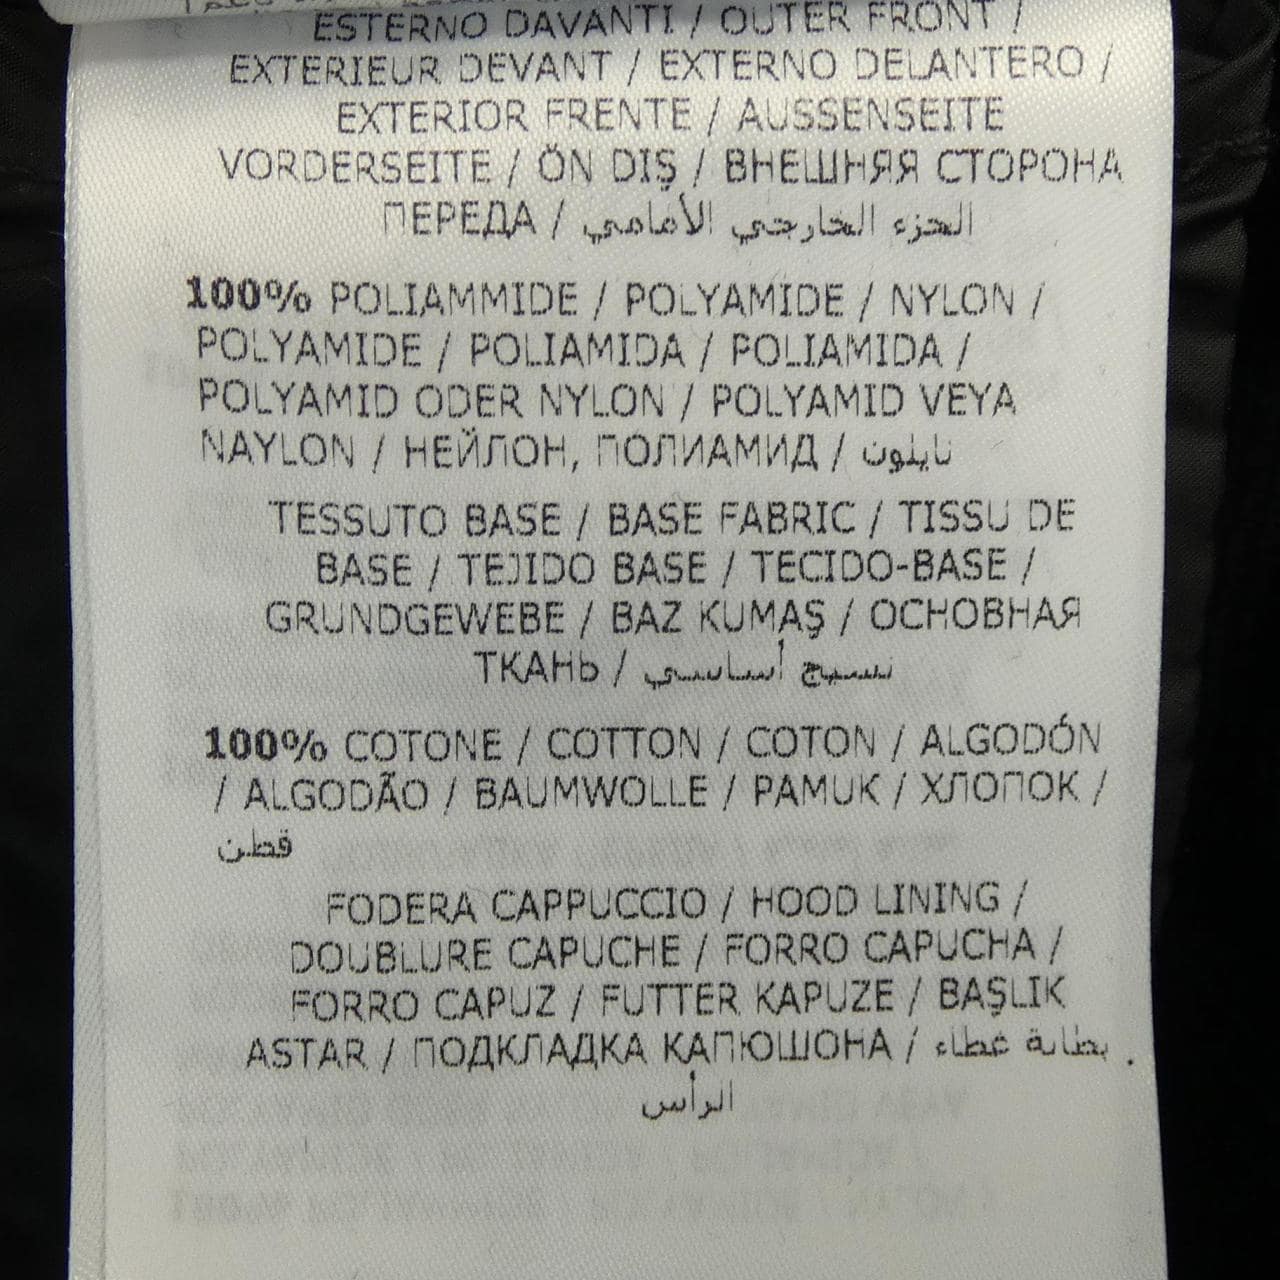 ESTERNO DAVANTI / OUTER FRONT /
EXTERIEUR DEVANT / EXTERNO DELANTERO /
EXTERIOR FRENTE / AUSSENSEITE
VORDERSEITE / ÖN DIŞ / ВНЕШНЯЯ СТОРОНА
ПЕРЕДА / الجزء الخارجي الأمامي
100% POLIAMMIDE / POLYAMIDE / NYLON /
POLYAMIDE / POLIAMIDA / POLIAMIDA /
POLYAMID ODER NYLON / POLYAMID VEYA
NAYLON / НЕЙЛОН, ПОЛИАМИД / نايلون
TESSUTO BASE / BASE FABRIC / TISSU DE
BASE / TEJIDO BASE / TECIDO-BASE /
GRUNDGEWEBE / BAZ KUMAŞ / ОСНОВНАЯ
ТКАНЬ / نسيج أساسي
100% COTONE / COTTON / COTON / ALGODÓN
/ ALGODÃO / BAUMWOLLE / PAMUK / ХЛОПОК /
قطن
FODERA CAPPUCCIO / HOOD LINING /
DOUBLURE CAPUCHE / FORRO CAPUCHA /
FORRO CAPUZ / FUTTER KAPUZE / BAŞLIK
ASTAR / ПОДКЛАДКА КАПЮШОНА / بطانة غطاء
الرأس